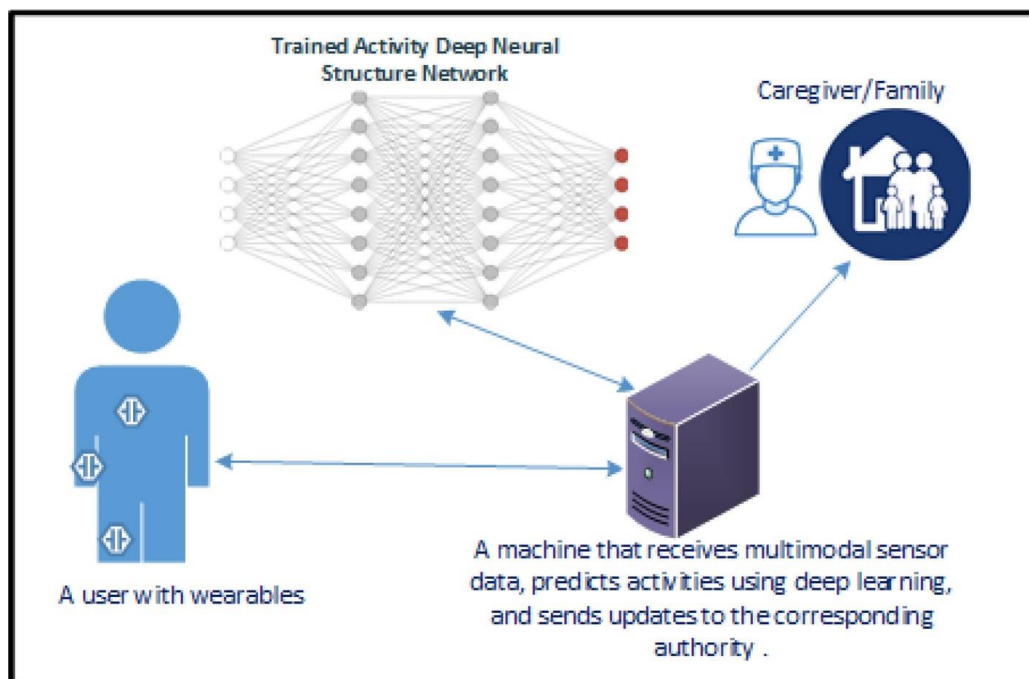 Trained Activity Deep Neural
Structure Network
Caregiver/Family
A user with wearables
A machine that receives multimodal sensor
data, predicts activities using deep learning,
and sends updates to the corresponding
authority .